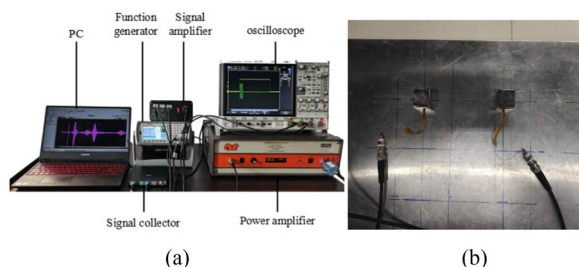 PC
Function
generator
Signal
amplifier
oscilloscope
Signal collector
Power amplifier
(a)
(b)